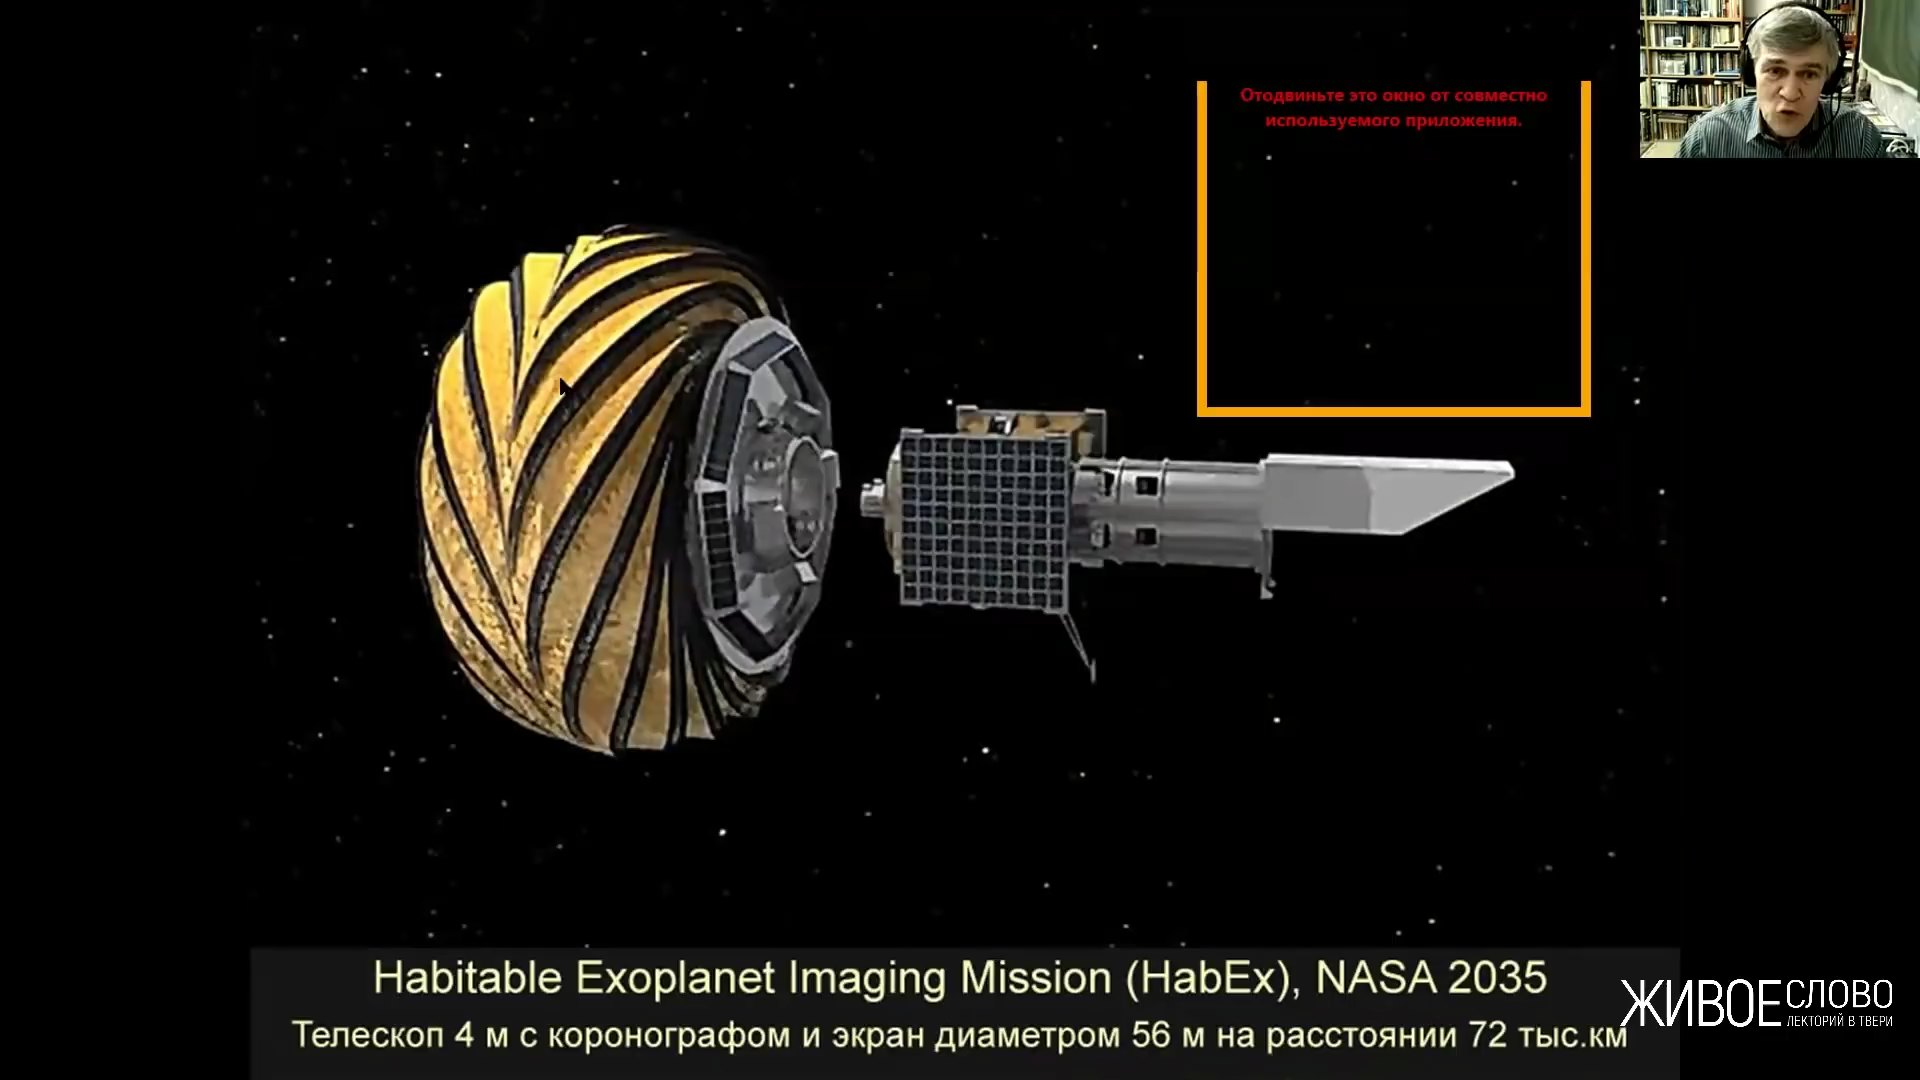 Отодвиньте это окно от совместно
используемого приложения.
Habitable Exoplanet Imaging Mission (HabEx), NASA 2035
Телескоп 4 м с коронографом и экран диаметром 56 м на расстоянии 72 тыс.км
ЖИВОЕ СЛОВО
ЛЕКТОРИЙ В ТВЕРИ